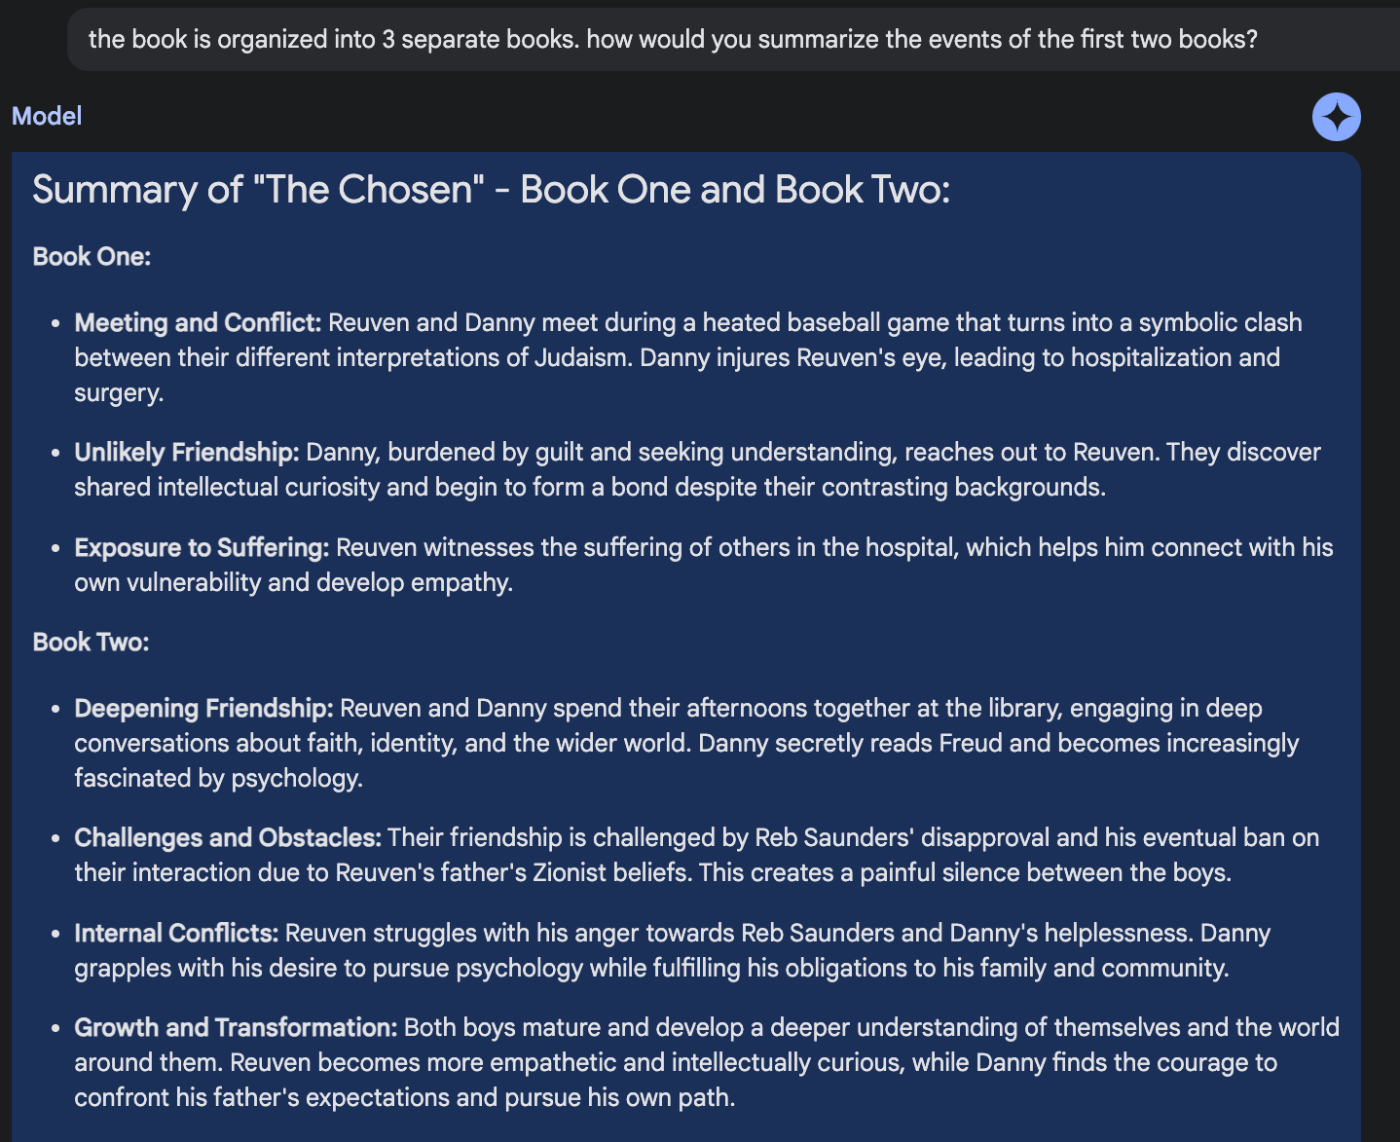 the book is organized into 3 separate books. how would you summarize the events of the first two books?
Model
Summary of "The Chosen" - Book One and Book Two:
Book One:
• Meeting and Conflict: Reuven and Danny meet during a heated baseball game that turns into a symbolic clash
between their different interpretations of Judaism. Danny injures Reuven's eye, leading to hospitalization and
surgery.
• Unlikely Friendship: Danny, burdened by guilt and seeking understanding, reaches out to Reuven. They discover
shared intellectual curiosity and begin to form a bond despite their contrasting backgrounds.
• Exposure to Suffering: Reuven witnesses the suffering of others in the hospital, which helps him connect with his
own vulnerability and develop empathy.
Book Two:
• Deepening Friendship: Reuven and Danny spend their afternoons together at the library, engaging in deep
conversations about faith, identity, and the wider world. Danny secretly reads Freud and becomes increasingly
fascinated by psychology.
• Challenges and Obstacles: Their friendship is challenged by Reb Saunders' disapproval and his eventual ban on
their interaction due to Reuven's father's Zionist beliefs. This creates a painful silence between the boys.
• Internal Conflicts: Reuven struggles with his anger towards Reb Saunders and Danny's helplessness. Danny
grapples with his desire to pursue psychology while fulfilling his obligations to his family and community.
• Growth and Transformation: Both boys mature and develop a deeper understanding of themselves and the world
around them. Reuven becomes more empathetic and intellectually curious, while Danny finds the courage to
confront his father's expectations and pursue his own path.